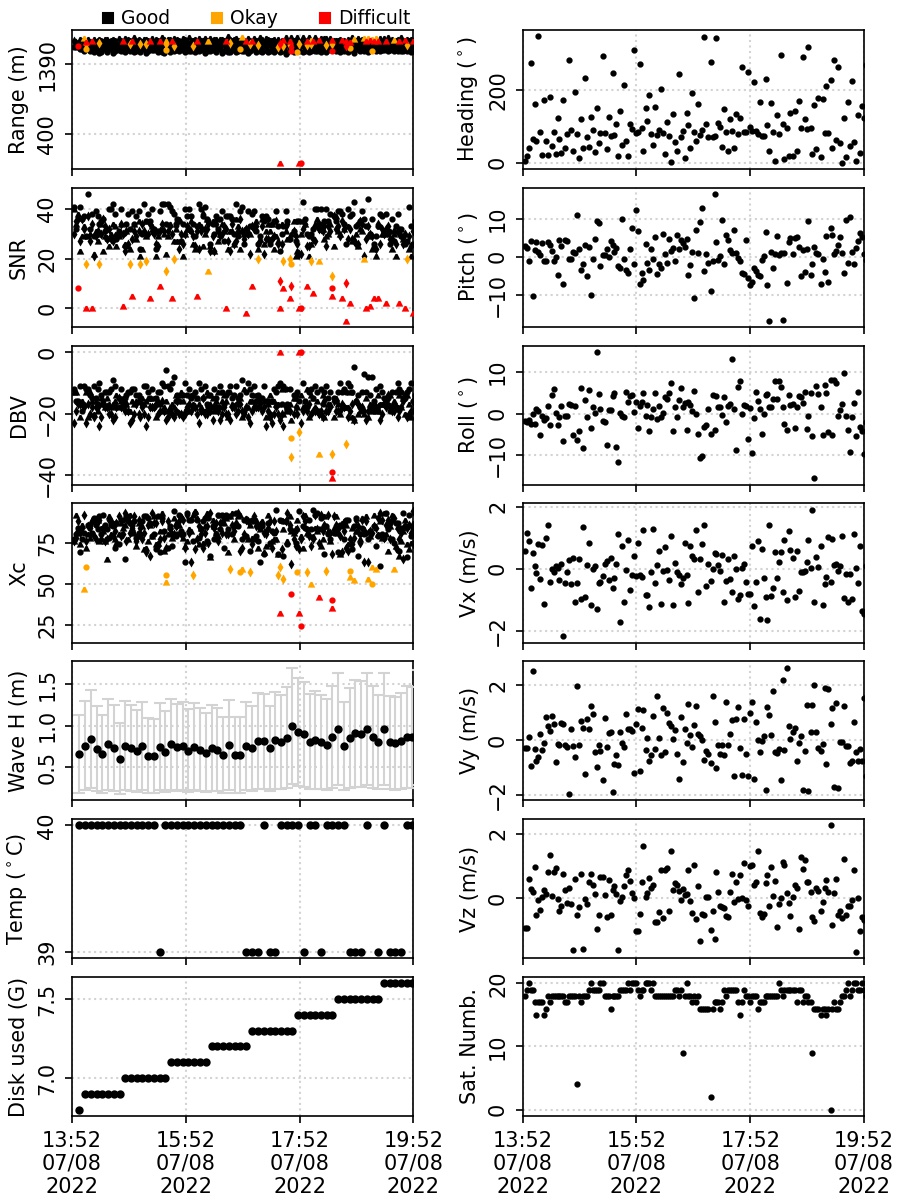 Good Okay Difficult
Range (m)
1390
400
Heading (°)
200
0
SNR
40
20
0
Pitch (°)
10
0
−10
DBV
0
−20
−40
Roll (°)
10
0
−10
Xc
75
50
25
Vx (m/s)
2
0
−2
Wave H (m)
1.5
1.0
0.5
Vy (m/s)
2
0
−2
Temp (°C)
40
39
Vz (m/s)
2
0
Disk used (G)
7.5
7.0
Sat. Numb.
20
10
0
13:52 15:52 17:52 19:52 13:52 15:52 17:52 19:52
07/08 07/08 07/08 07/08 07/08 07/08 07/08 07/08
2022 2022 2022 2022 2022 2022 2022 2022